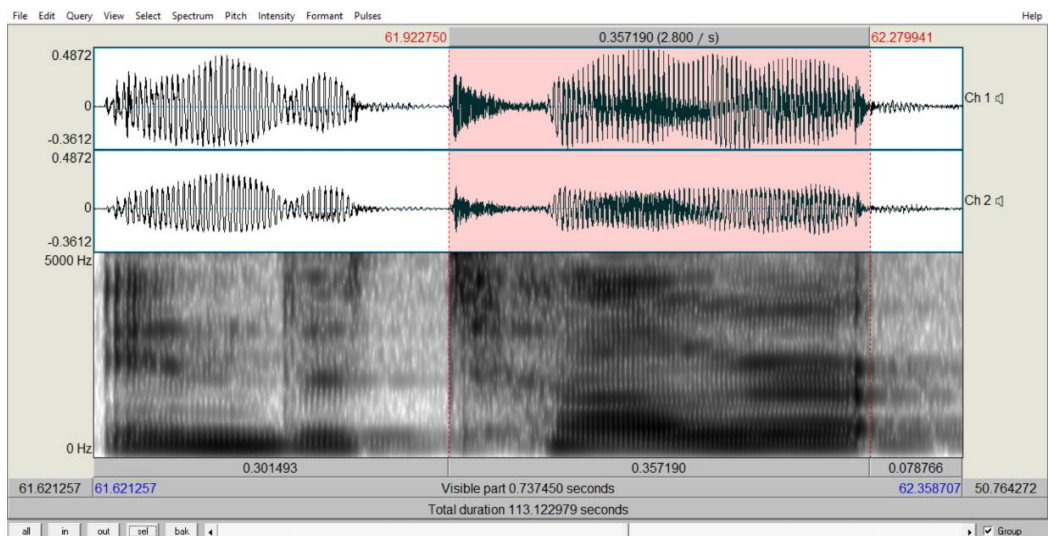 File Edit Query View Select Spectrum Pitch Intensity Formant Pulses Help
61.922750 0.357190 (2.800 / s) 62.279941
0.4872
0
-0.3612
Ch 1
0.4872
0
-0.3612
Ch 2
5000 Hz
0 Hz
0.301493 0.357190 0.078766
61.621257 61.621257 Visible part 0.737450 seconds 62.358707 50.764272
Total duration 113.122979 seconds
all in out sel bak Group